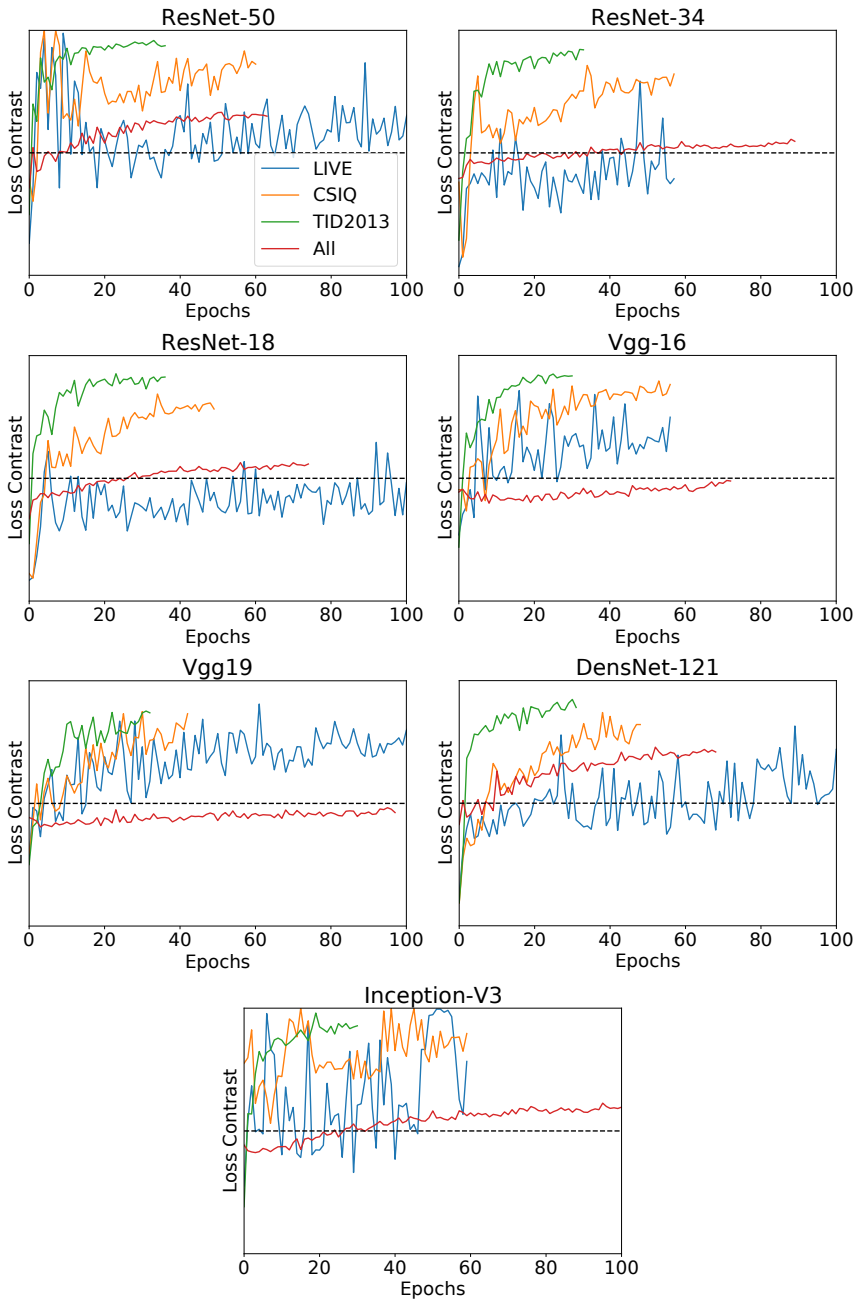 ResNet-50
ResNet-34
Loss Contrast
LIVE
CSIQ
TID2013
All
0 20 40 60 80 100
Epochs
Loss Contrast
0 20 40 60 80 100
Epochs
ResNet-18
Vgg-16
Loss Contrast
0 20 40 60 80 100
Epochs
Loss Contrast
0 20 40 60 80 100
Epochs
Vgg19
DensNet-121
Loss Contrast
0 20 40 60 80 100
Epochs
Loss Contrast
0 20 40 60 80 100
Epochs
Inception-V3
Loss Contrast
0 20 40 60 80 100
Epochs